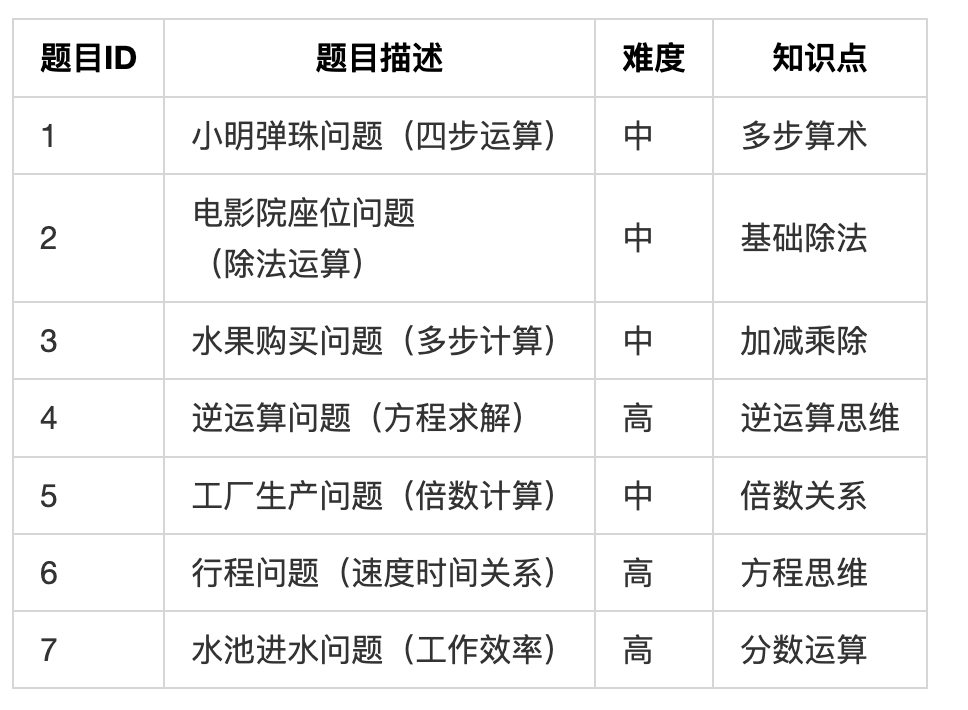 题目ID 题目描述 难度 知识点
1 小明弹珠问题（四步运算） 中 多步算术
2 电影院座位问题
（除法运算） 中 基础除法
3 水果购买问题（多步计算） 中 加减乘除
4 逆运算问题（方程求解） 高 逆运算思维
5 工厂生产问题（倍数计算） 中 倍数关系
6 行程问题（速度时间关系） 高 方程思维
7 水池进水问题（工作效率） 高 分数运算